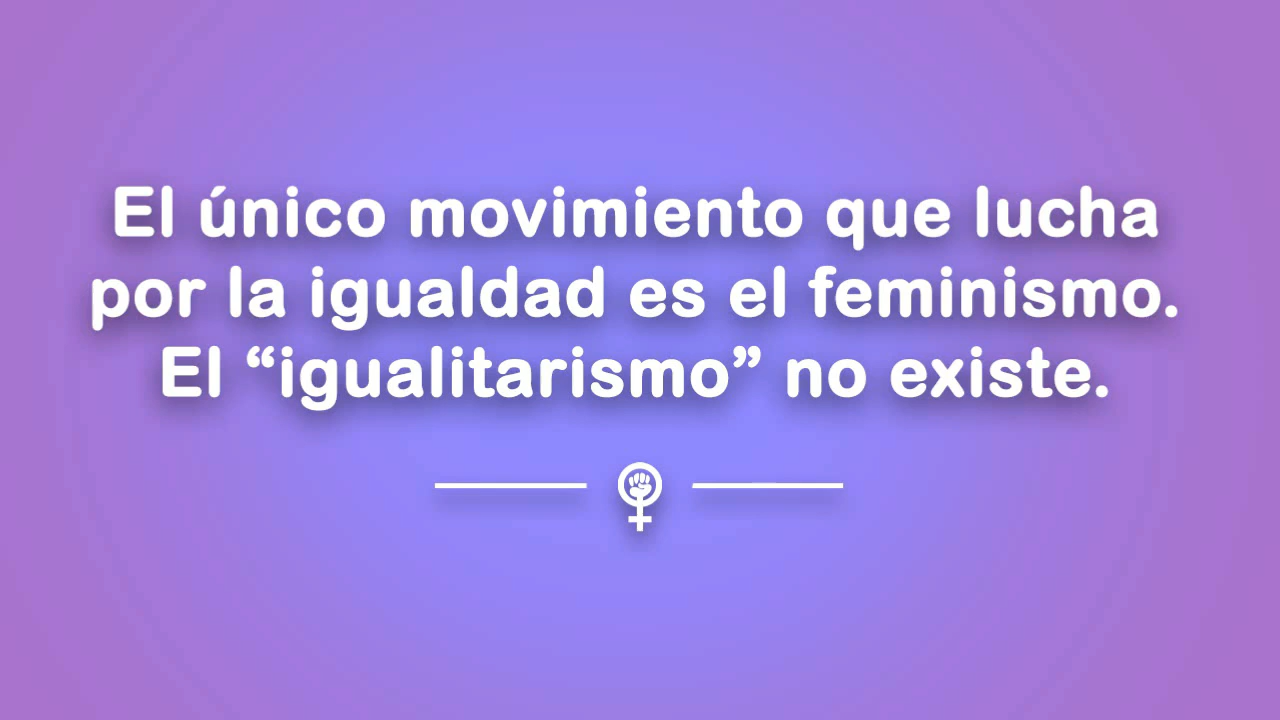 El único movimiento que lucha
por la igualdad es el feminismo.
El “igualitarismo” no existe.